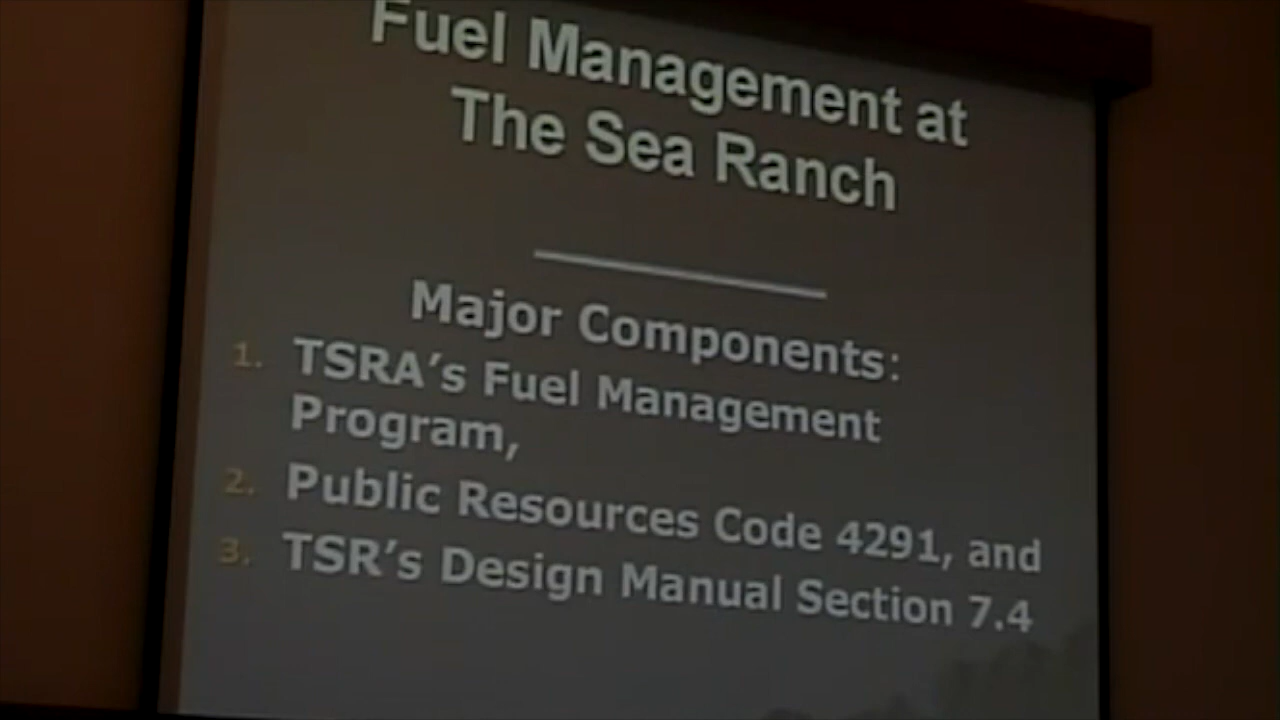 Fuel Management at
The Sea Ranch
Major Components:
1. TSRA's Fuel Management
Program,
2. Public Resources Code 4291, and
3. TSR's Design Manual Section 7.4